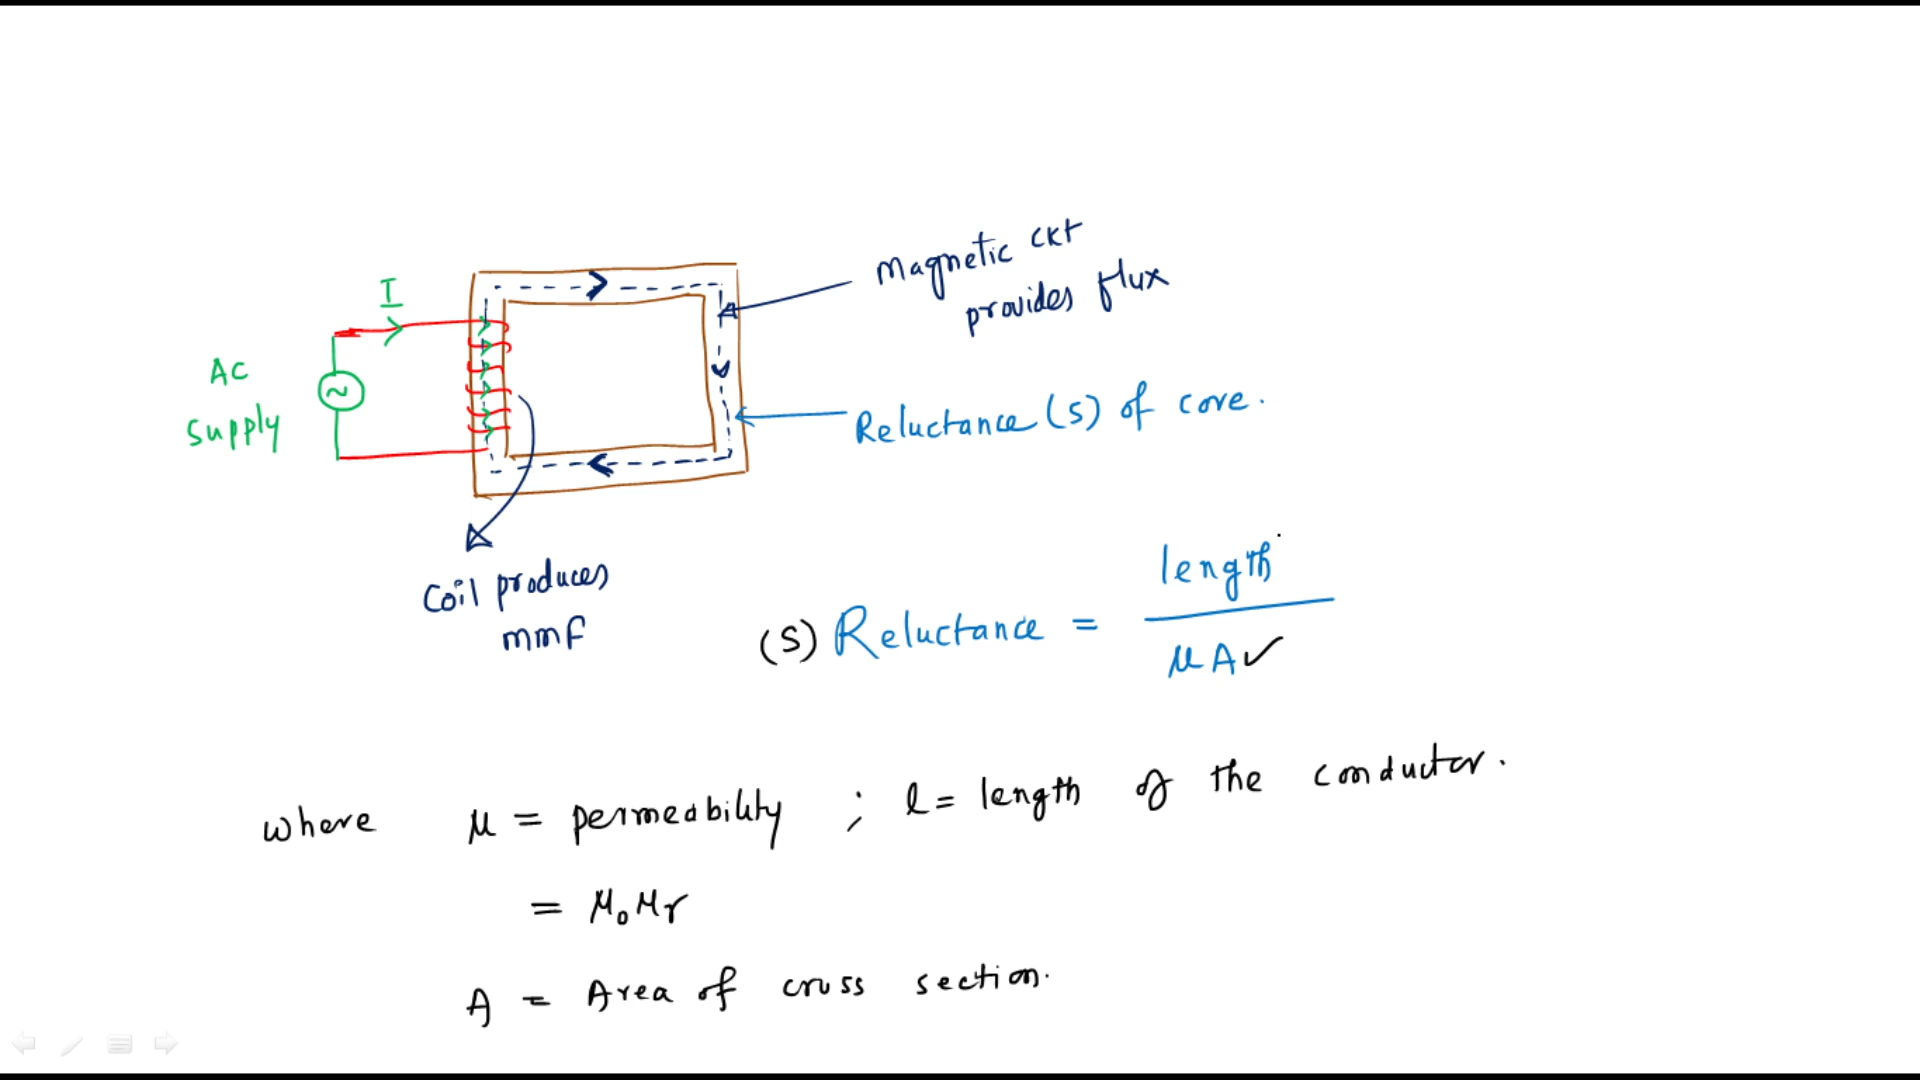 Magnetic ckt
provides flux
I
AC
supply
~
Reluctance (S) of core.
Coil produces
mmF
(S) Reluctance = length / μA✓
where μ = permeability ; l = length of the conductor.
= μ₀μr
A = Area of cross section.